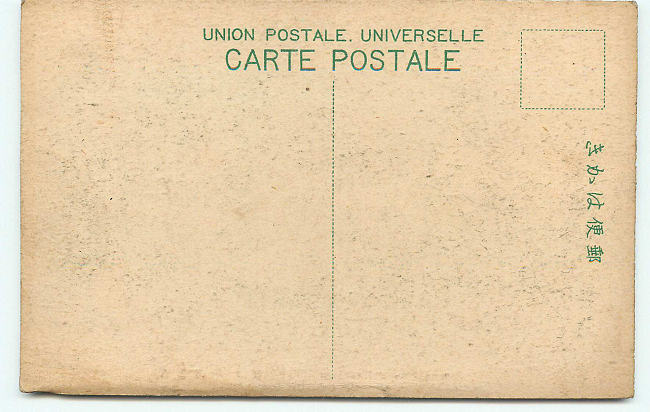 UNION POSTALE. UNIVERSELLE
CARTE POSTALE
郵便はかき